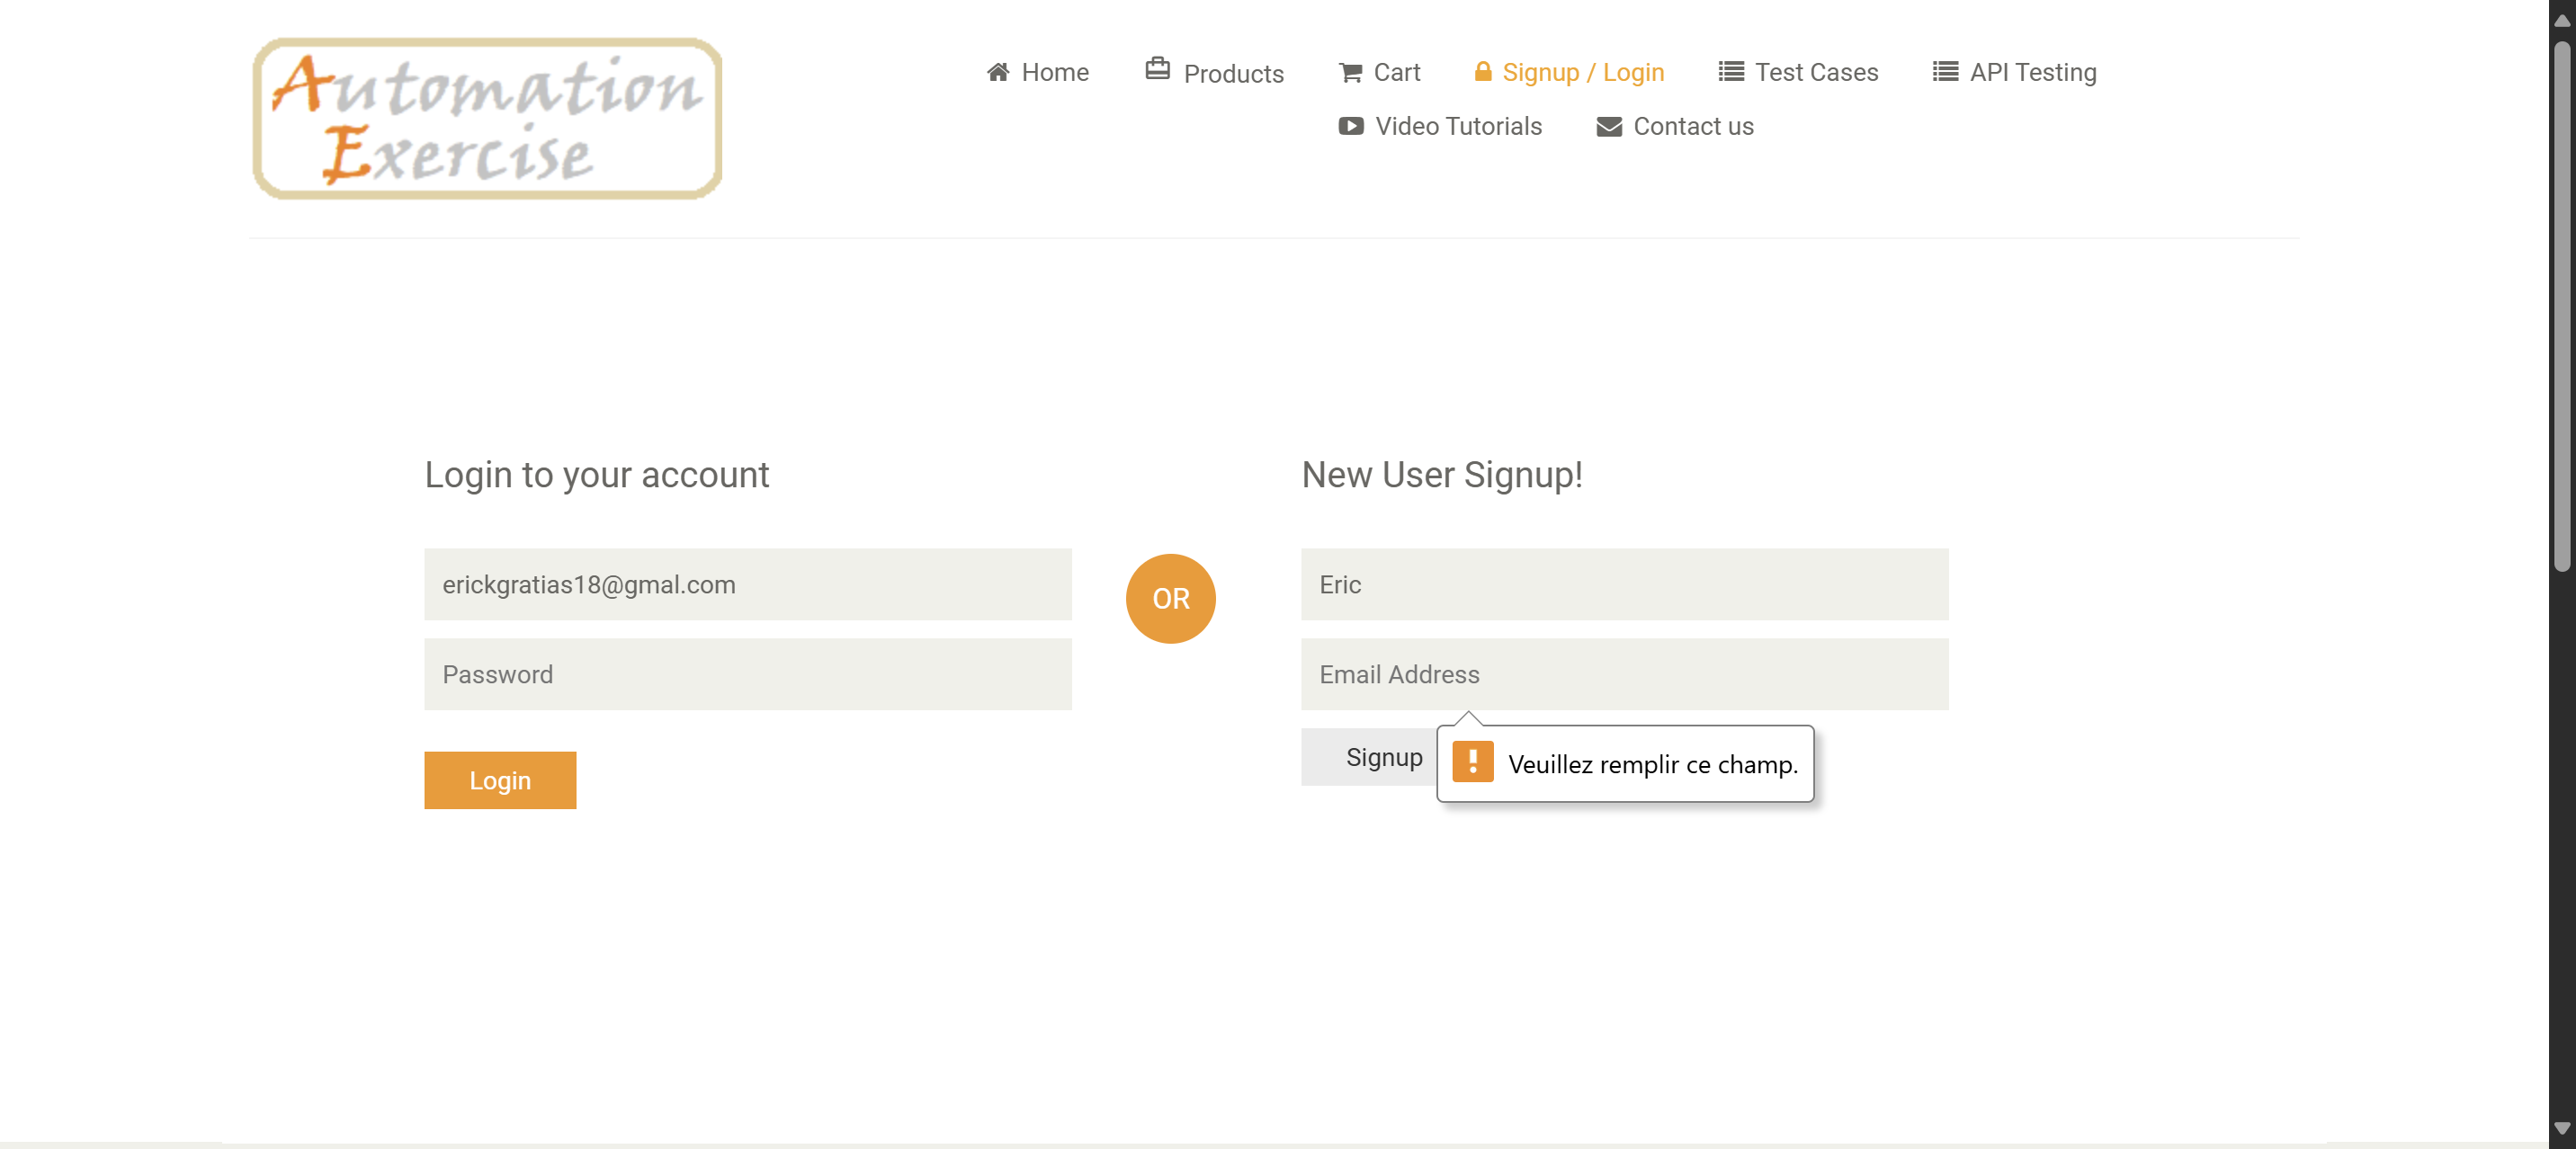 Automation
Exercise
Home
Products
Cart
Signup / Login
Test Cases
API Testing
Video Tutorials
Contact us
Login to your account
erickgratias18@gmal.com
Password
Login
OR
New User Signup!
Eric
Email Address
Signup
Veuillez remplir ce champ.